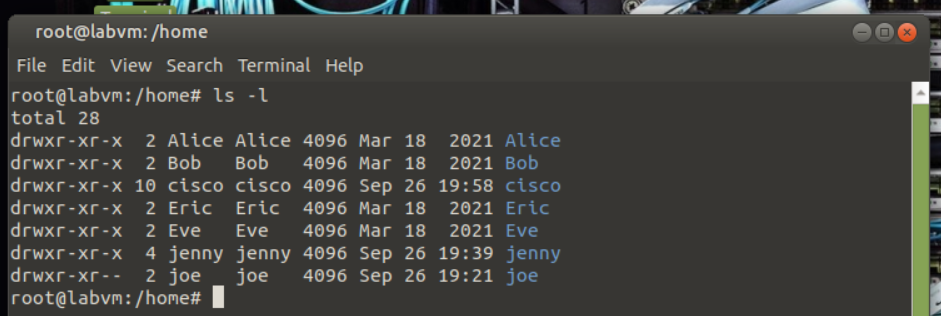 Terminal
root@labvm: /home
File Edit View Search Terminal Help
root@labvm:/home# ls -l
total 28
drwxr-xr-x  2 Alice Alice 4096 Mar 18  2021 Alice
drwxr-xr-x  2 Bob   Bob   4096 Mar 18  2021 Bob
drwxr-xr-x 10 cisco cisco 4096 Sep 26 19:58 cisco
drwxr-xr-x  2 Eric  Eric  4096 Mar 18  2021 Eric
drwxr-xr-x  2 Eve   Eve   4096 Mar 18  2021 Eve
drwxr-xr-x  4 jenny jenny 4096 Sep 26 19:39 jenny
drwxr-xr--  2 joe   joe   4096 Sep 26 19:21 joe
root@labvm:/home#